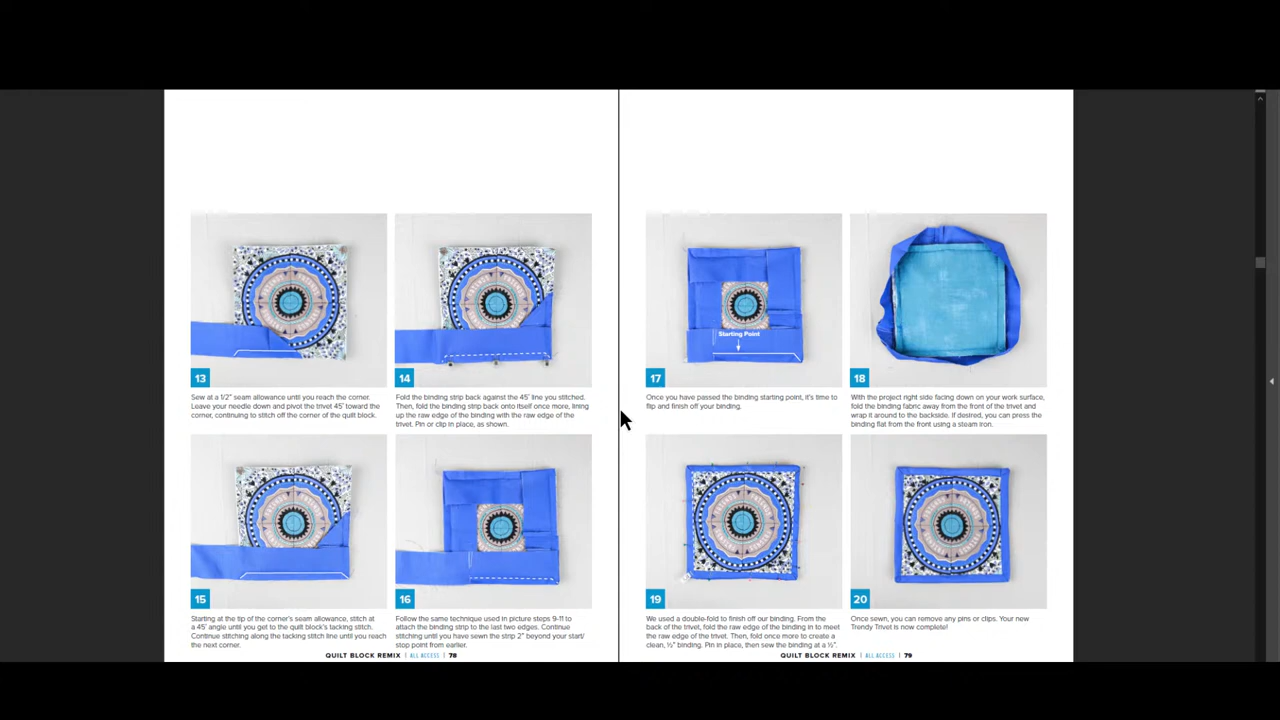 13
Sew at a 1/2" seam allowance until you reach the corner.
Leave your needle down and pivot the trivet 45˚ toward the
corner, continuing to stitch off the corner of the quilt block.
14
Fold the binding strip back against the 45˚ line you stitched.
Then, fold the binding strip back onto itself once more, lining
up the raw edge of the binding with the raw edge of the
trivet. Pin or clip in place, as shown.
15
Starting at the tip of the corner's seam allowance, stitch at
a 45˚ angle until you get to the quilt block's tacking stitch.
Continue stitching along the tacking stitch line until you reach
the next corner.
16
Follow the same technique used in picture steps 9-11 to
attach the binding strip to the last two edges. Continue
stitching until you have sewn the strip 2" beyond your start/
stop point from earlier.
QUILT BLOCK REMIX | ALL ACCESS | 78
Starting Point
17
Once you have passed the binding starting point, it's time to
flip and finish off your binding.
18
With the project right side facing down on your work surface,
fold the binding fabric away from the front of the trivet and
wrap it around to the backside. If desired, you can press the
binding flat from the front using a steam iron.
19
We used a double-fold to finish off our binding. From the
back of the trivet, fold the raw edge of the binding in to meet
the raw edge of the trivet. Then, fold once more to create a
clean, ½" binding. Pin in place, then sew the binding at a ½".
20
Once sewn, you can remove any pins or clips. Your new
Trendy Trivet is now complete!
QUILT BLOCK REMIX | ALL ACCESS | 79